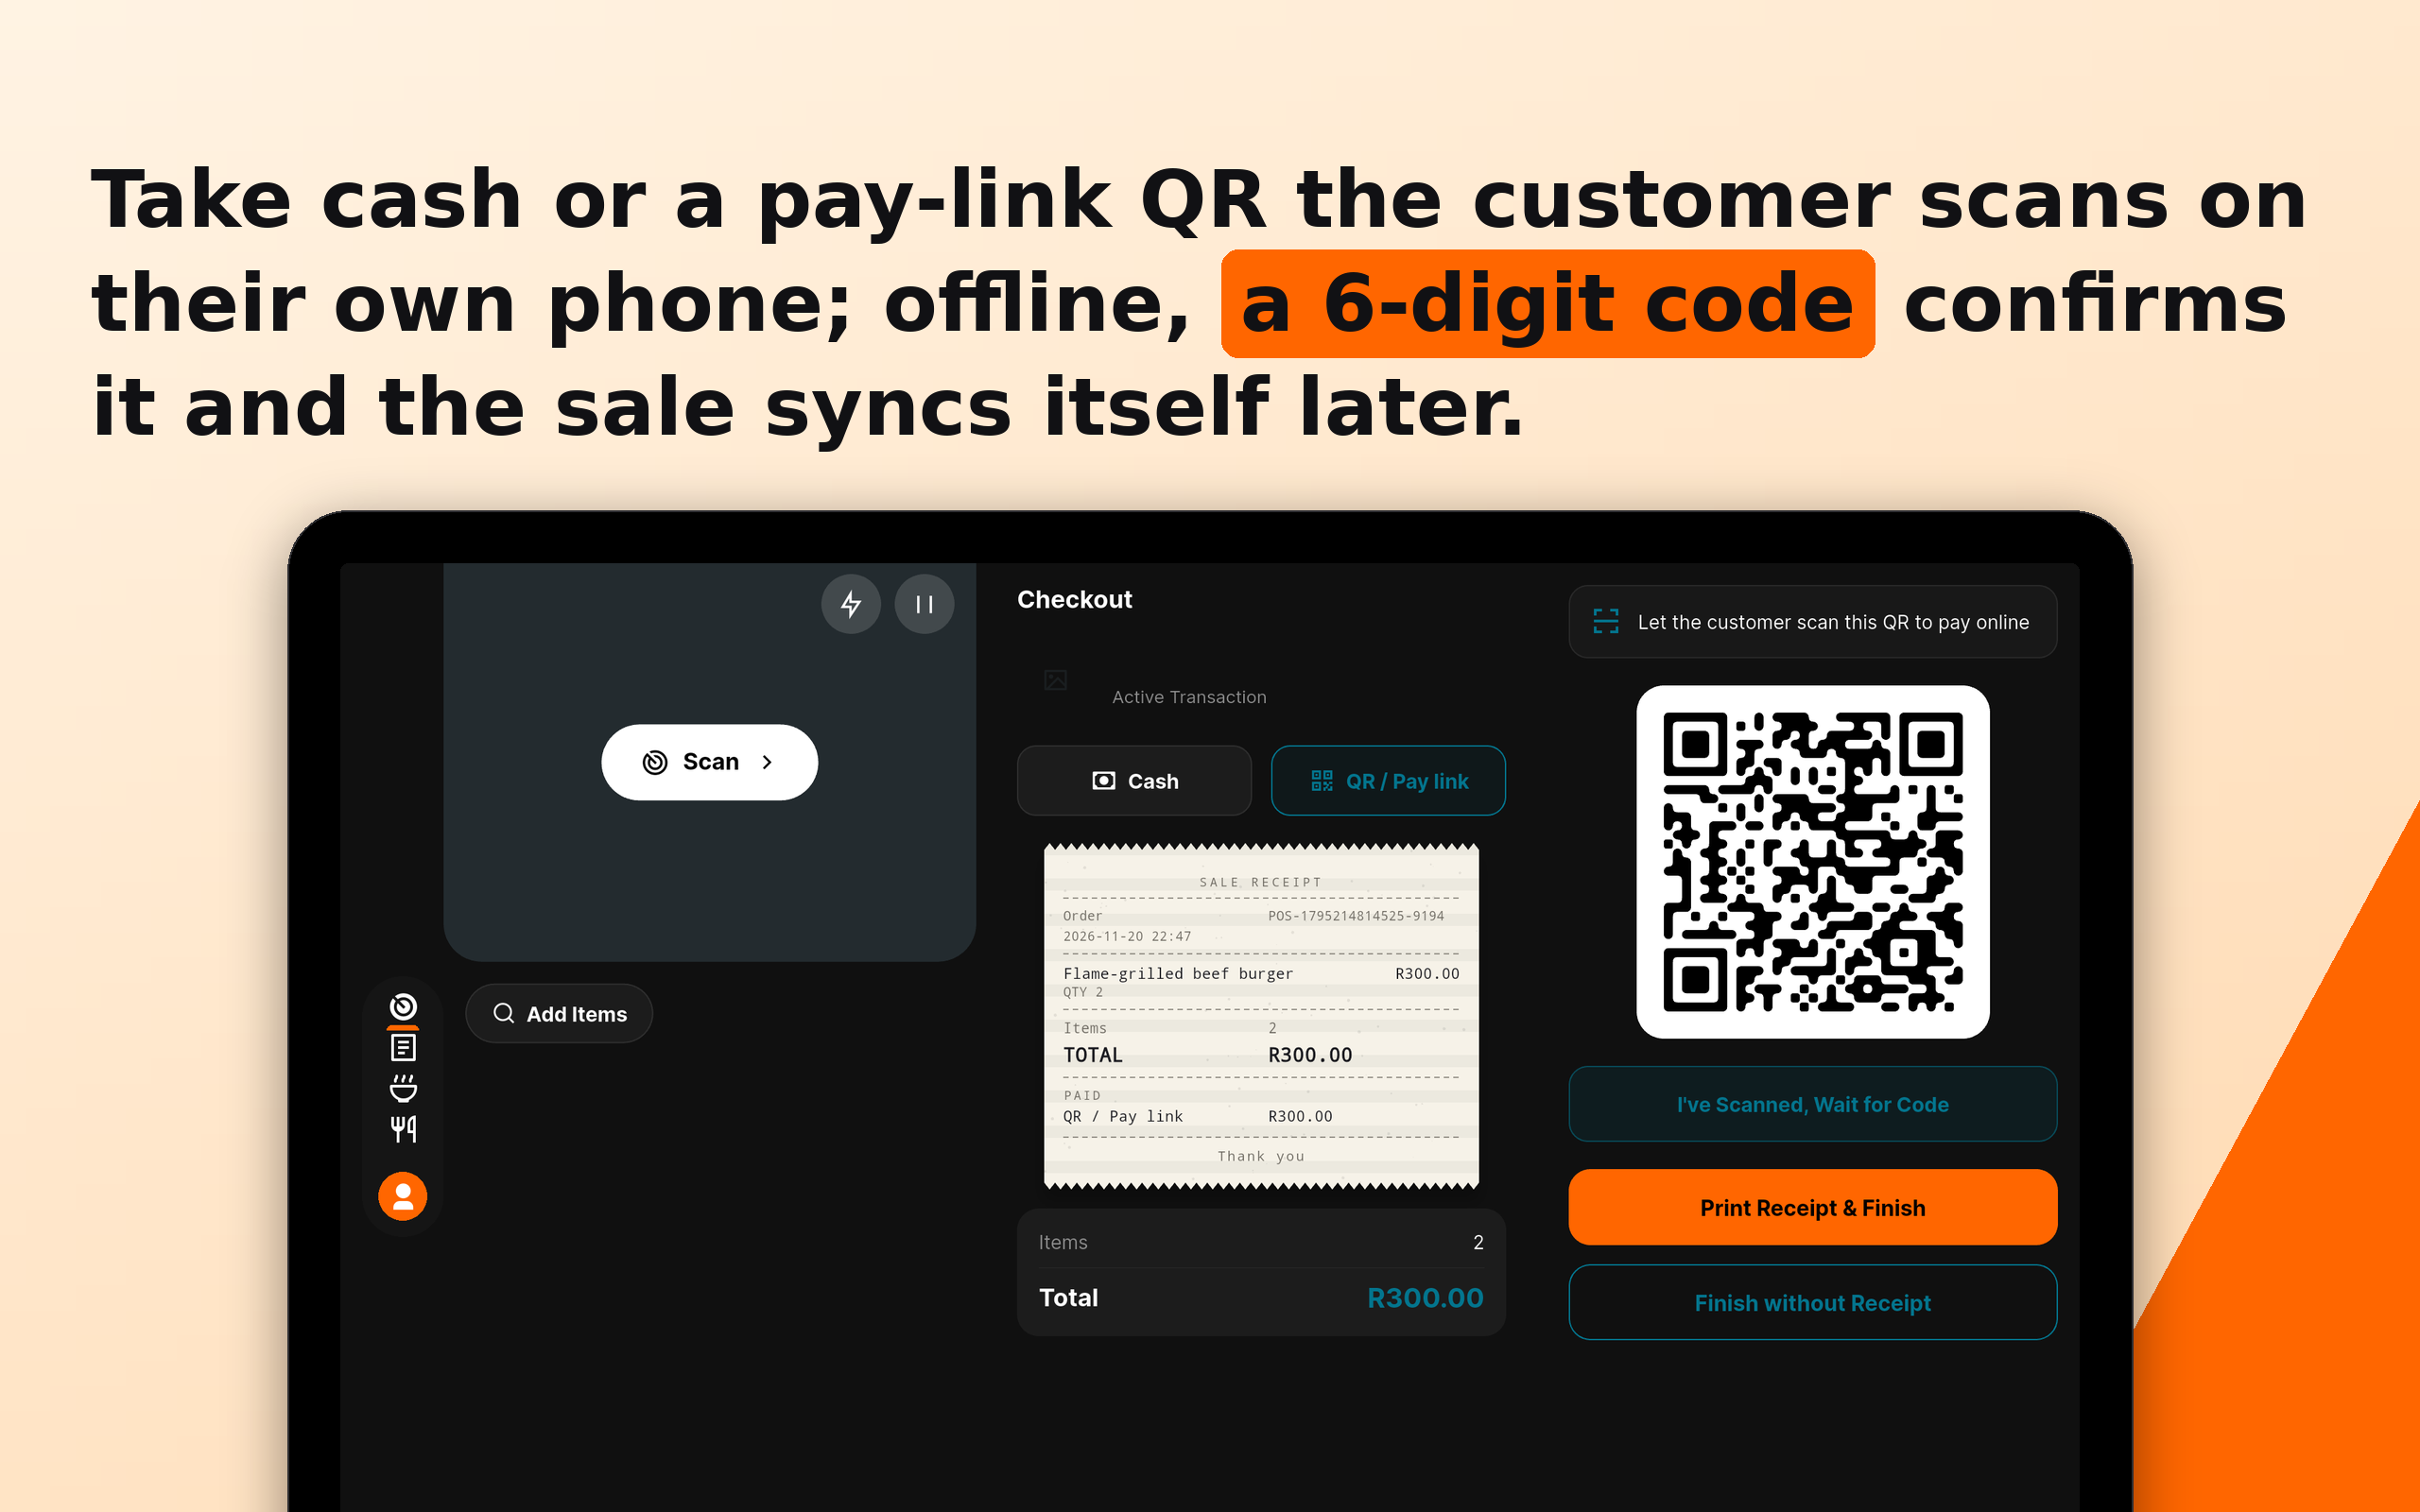 Take cash or a pay-link QR the customer scans on
their own phone; offline, a 6-digit code confirms
it and the sale syncs itself later.
Scan
Add Items
Checkout
Active Transaction
Cash
QR / Pay link
SALE RECEIPT
Order POS-1795214814525-9194
2026-11-20 22:47
Flame-grilled beef burger R300.00
QTY 2
Items 2
TOTAL R300.00
PAID
QR / Pay link R300.00
Thank you
Items 2
Total R300.00
Let the customer scan this QR to pay online
I've Scanned, Wait for Code
Print Receipt & Finish
Finish without Receipt